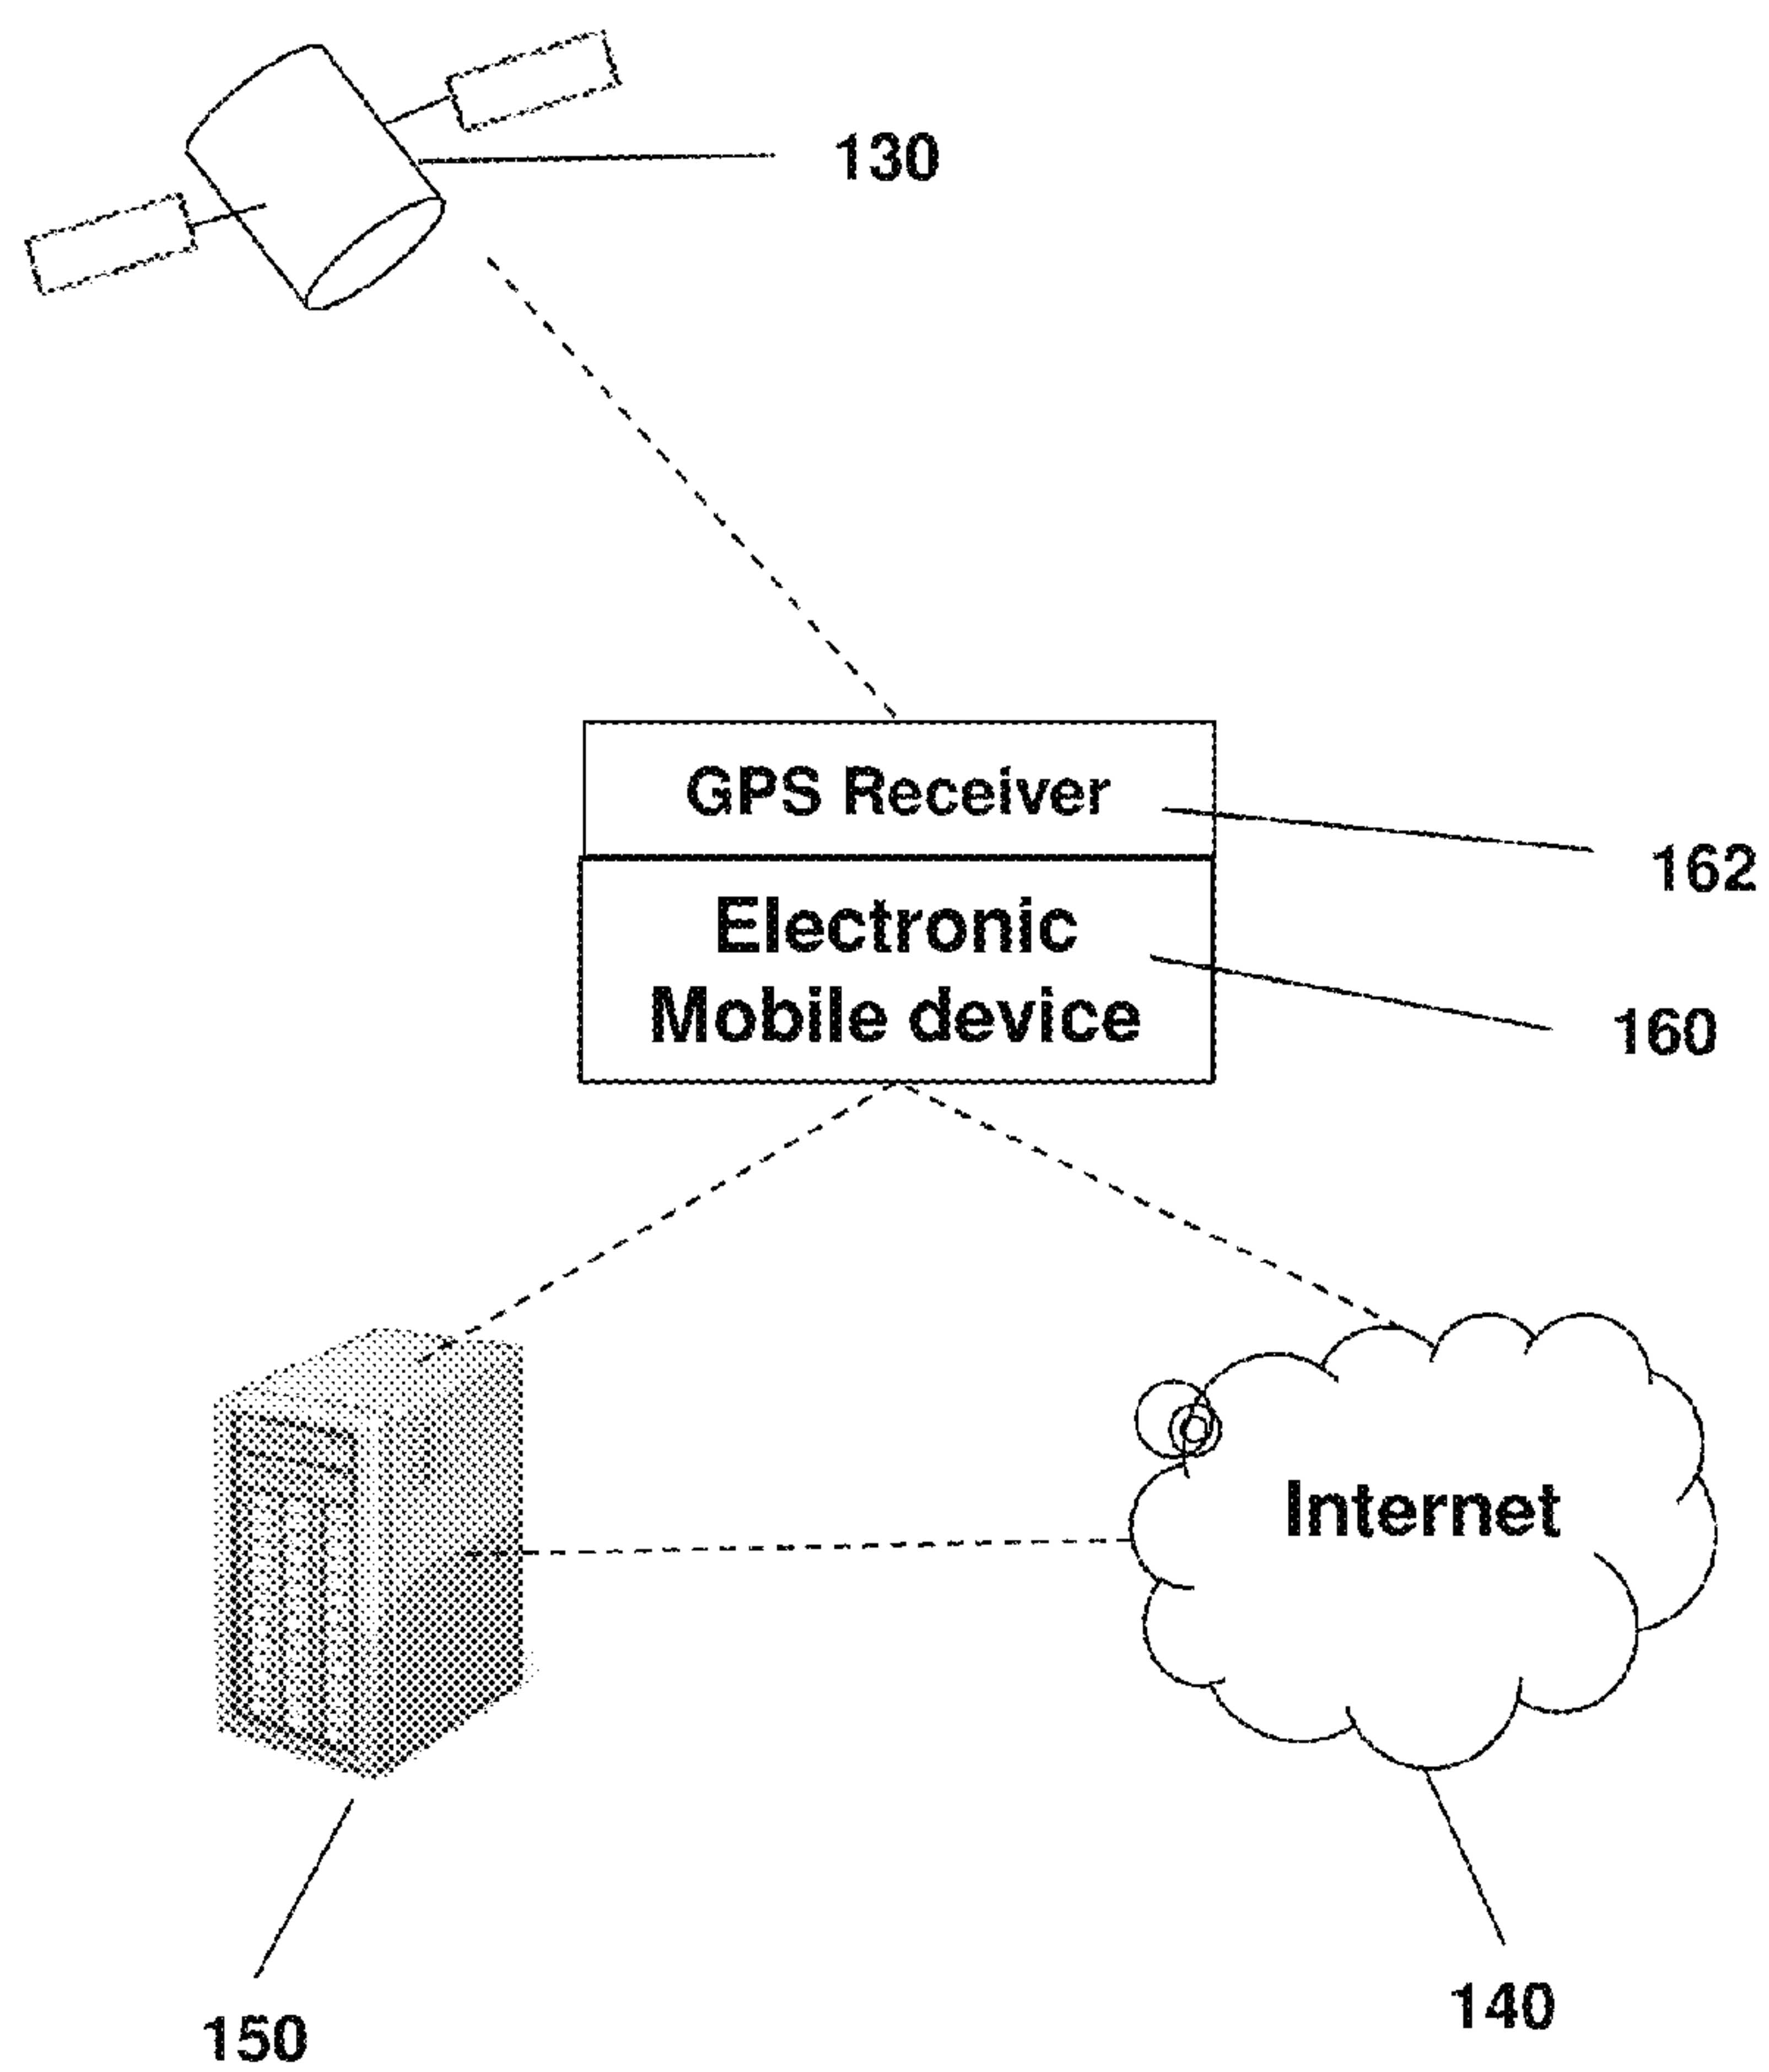 130
GPS Receiver
162
Electronic
Mobile device
160
Internet
140
150